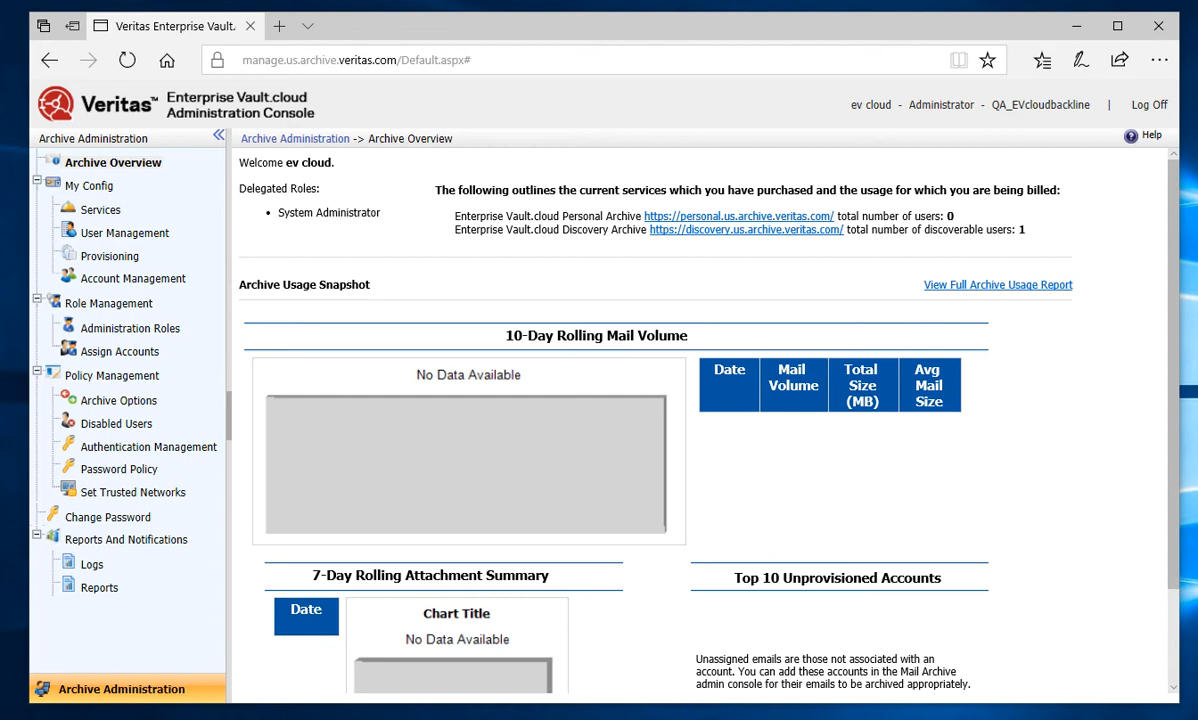 Veritas Enterprise Vault.
manage.us.archive.veritas.com/Default.aspx#
Veritas™ Enterprise Vault.cloud
Administration Console
ev cloud - Administrator - QA_EVcloudbackline | Log Off
Archive Administration
Archive Administration -> Archive Overview
Help
Archive Overview
My Config
Services
User Management
Provisioning
Account Management
Role Management
Administration Roles
Assign Accounts
Policy Management
Archive Options
Disabled Users
Authentication Management
Password Policy
Set Trusted Networks
Change Password
Reports And Notifications
Logs
Reports
Archive Administration
Welcome ev cloud.
Delegated Roles:
• System Administrator
The following outlines the current services which you have purchased and the usage for which you are being billed:
Enterprise Vault.cloud Personal Archive https://personal.us.archive.veritas.com/ total number of users: 0
Enterprise Vault.cloud Discovery Archive https://discovery.us.archive.veritas.com/ total number of discoverable users: 1
Archive Usage Snapshot
View Full Archive Usage Report
10-Day Rolling Mail Volume
No Data Available
Date
Mail
Volume
Total
Size
(MB)
Avg
Mail
Size
7-Day Rolling Attachment Summary
Date
Chart Title
No Data Available
Top 10 Unprovisioned Accounts
Unassigned emails are those not associated with an
account. You can add these accounts in the Mail Archive
admin console for their emails to be archived appropriately.